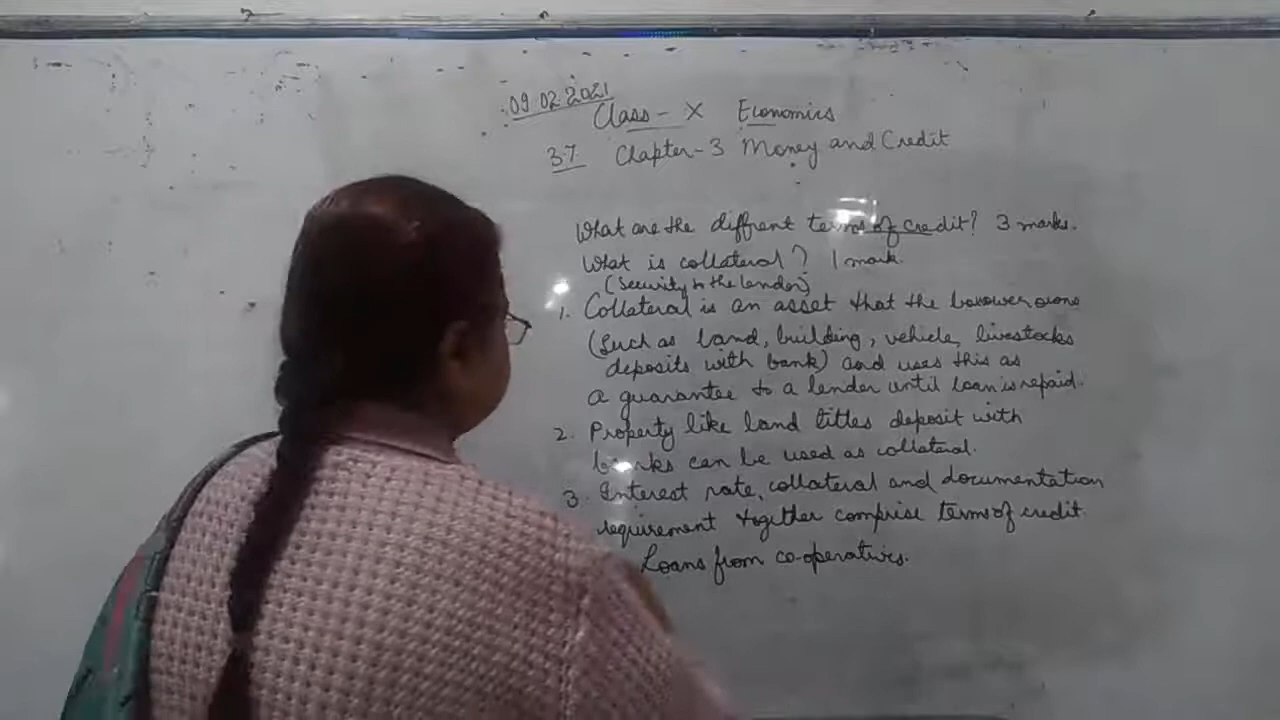 09.02.2021
Class - X Economics
37. Chapter-3 Money and Credit
What are the diffrent terms of credit? 3 marks.
What is collateral? 1 mark.
(Security to the lender)
1. Collateral is an asset that the borrower owns
(Such as land, building, vehicle, livestocks
deposits with bank) and uses this as
a guarantee to a lender until loan is repaid.
2. Property like land titles deposit with
banks can be used as collateral.
3. Interest rate, collateral and documentation
requirement together comprise terms of credit.
Loans from co-operatives.